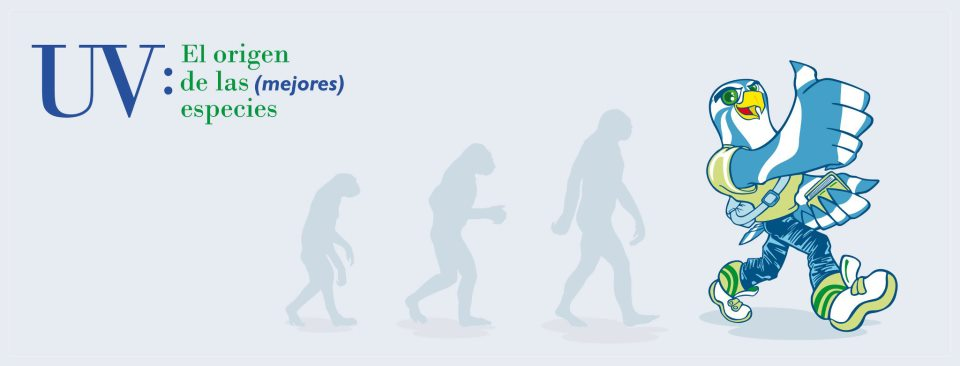 UV: El origen
de las (mejores)
especies